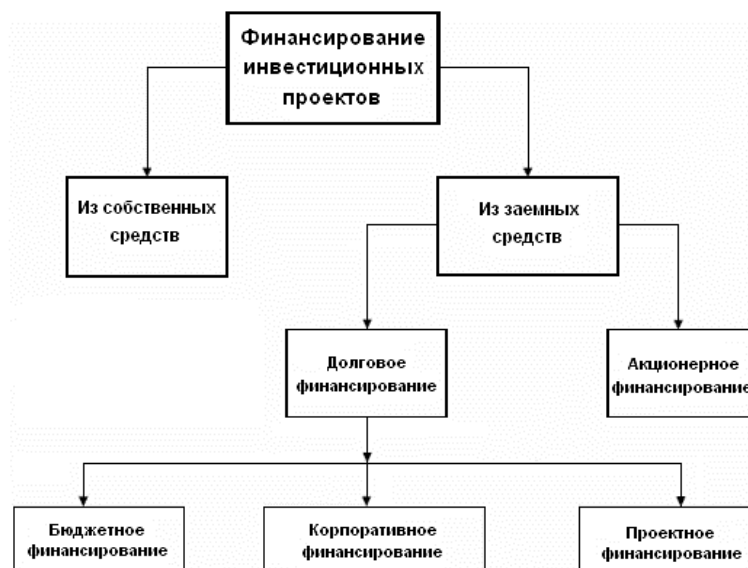 Финансирование
инвестиционных
проектов
Из собственных
средств
Из заемных
средств
Долговое
финансирование
Акционерное
финансирование
Бюджетное
финансирование
Корпоративное
финансирование
Проектное
финансирование